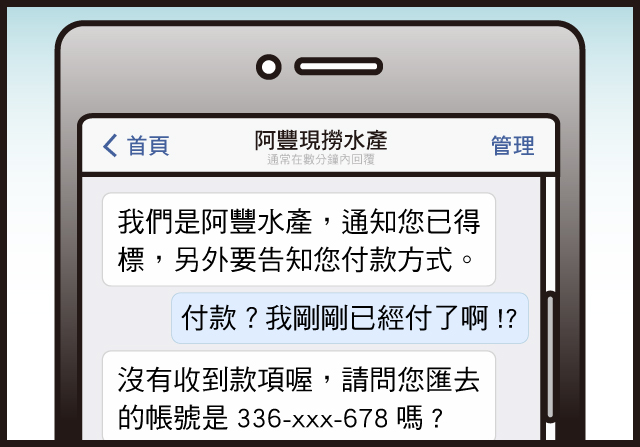 首頁
阿豐現撈水產
管理
通常在數分鐘內回覆
我們是阿豐水產，通知您已得
標，另外要告知您付款方式。
付款？我剛剛已經付了啊!?
沒有收到款項喔，請問您匯去
的帳號是 336-xxx-678 嗎？